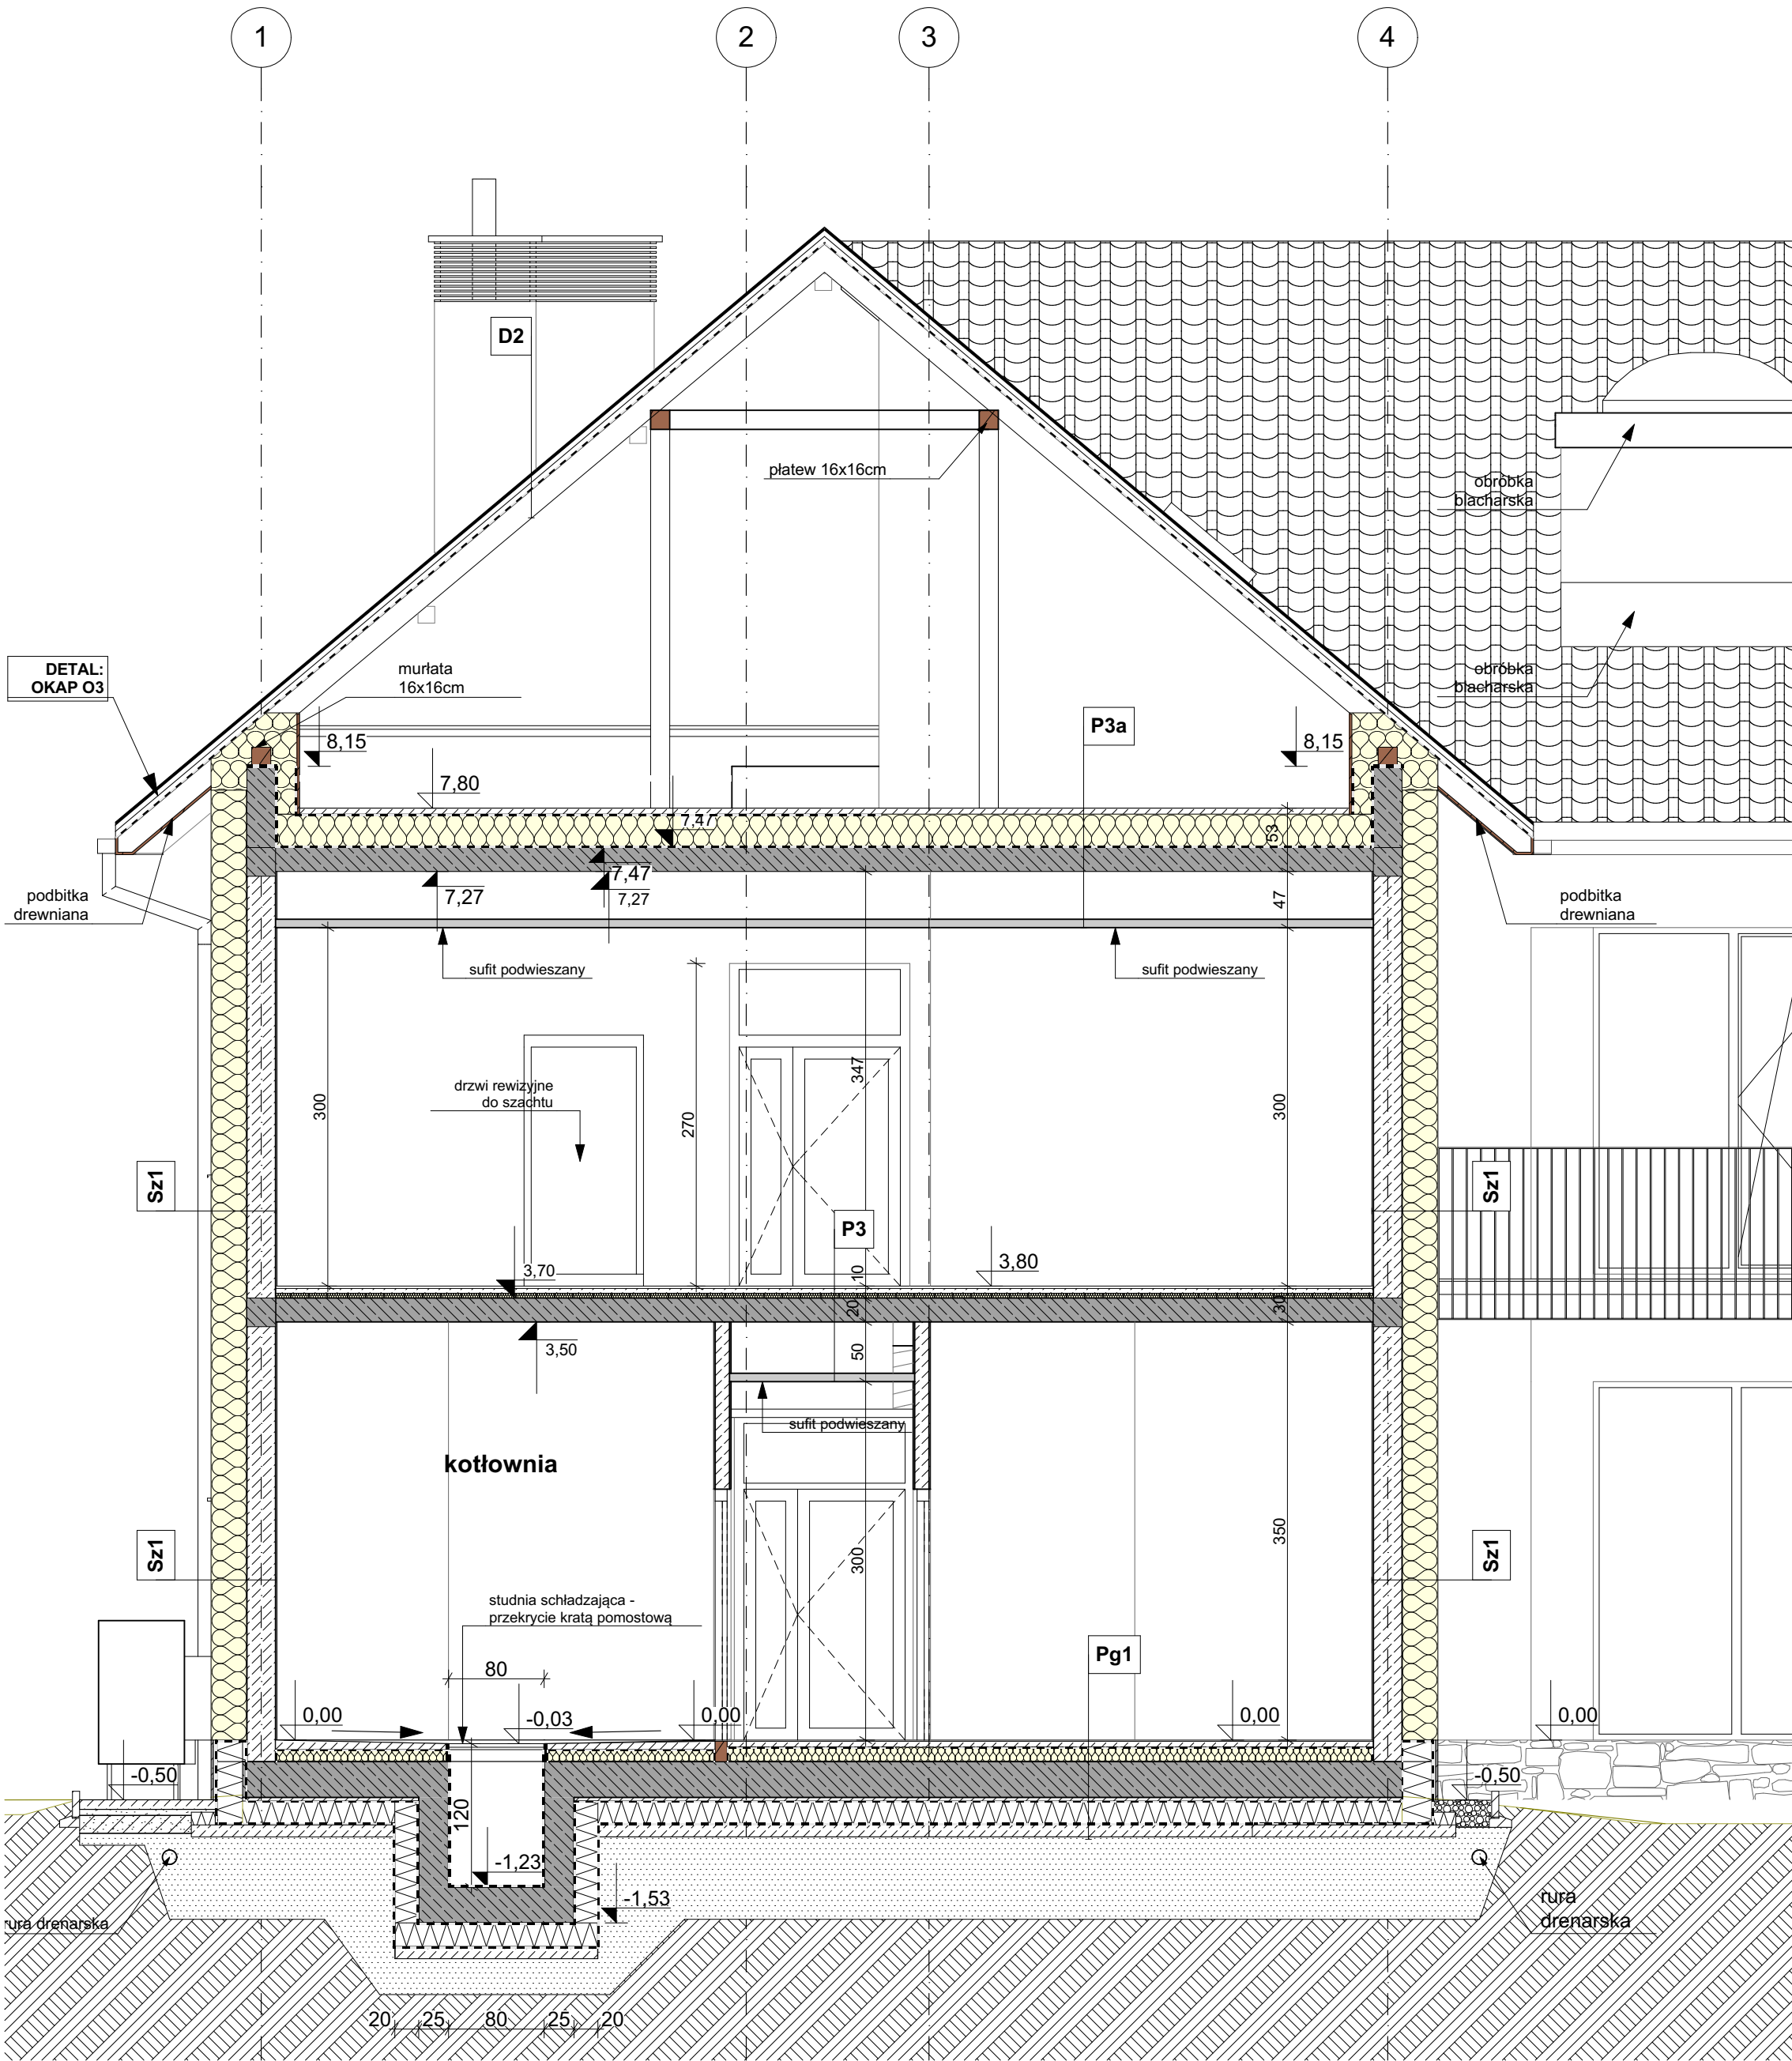 1
2
3
4
D2
płatew 16x16cm
obróbka
blacharska
DETAL:
OKAP O3
murłata
16x16cm
obróbka
blacharska
P3a
8,15
8,15
7,80
7,47
53
7,47
7,27
7,27
47
podbitka
drewniana
podbitka
drewniana
sufit podwieszany
sufit podwieszany
347
drzwi rewizyjne
do szachtu
300
270
300
Sz1
Sz1
P3
3,70
10
3,80
20
30
3,50
50
sufit podwieszany
kotłownia
350
300
Sz1
Sz1
studnia schładzająca -
przekrycie kratą pomostową
Pg1
80
0,00
-0,03
0,00
0,00
0,00
-0,50
-0,50
120
-1,23
-1,53
rura drenarska
rura
drenarska
20
25
80
25
20